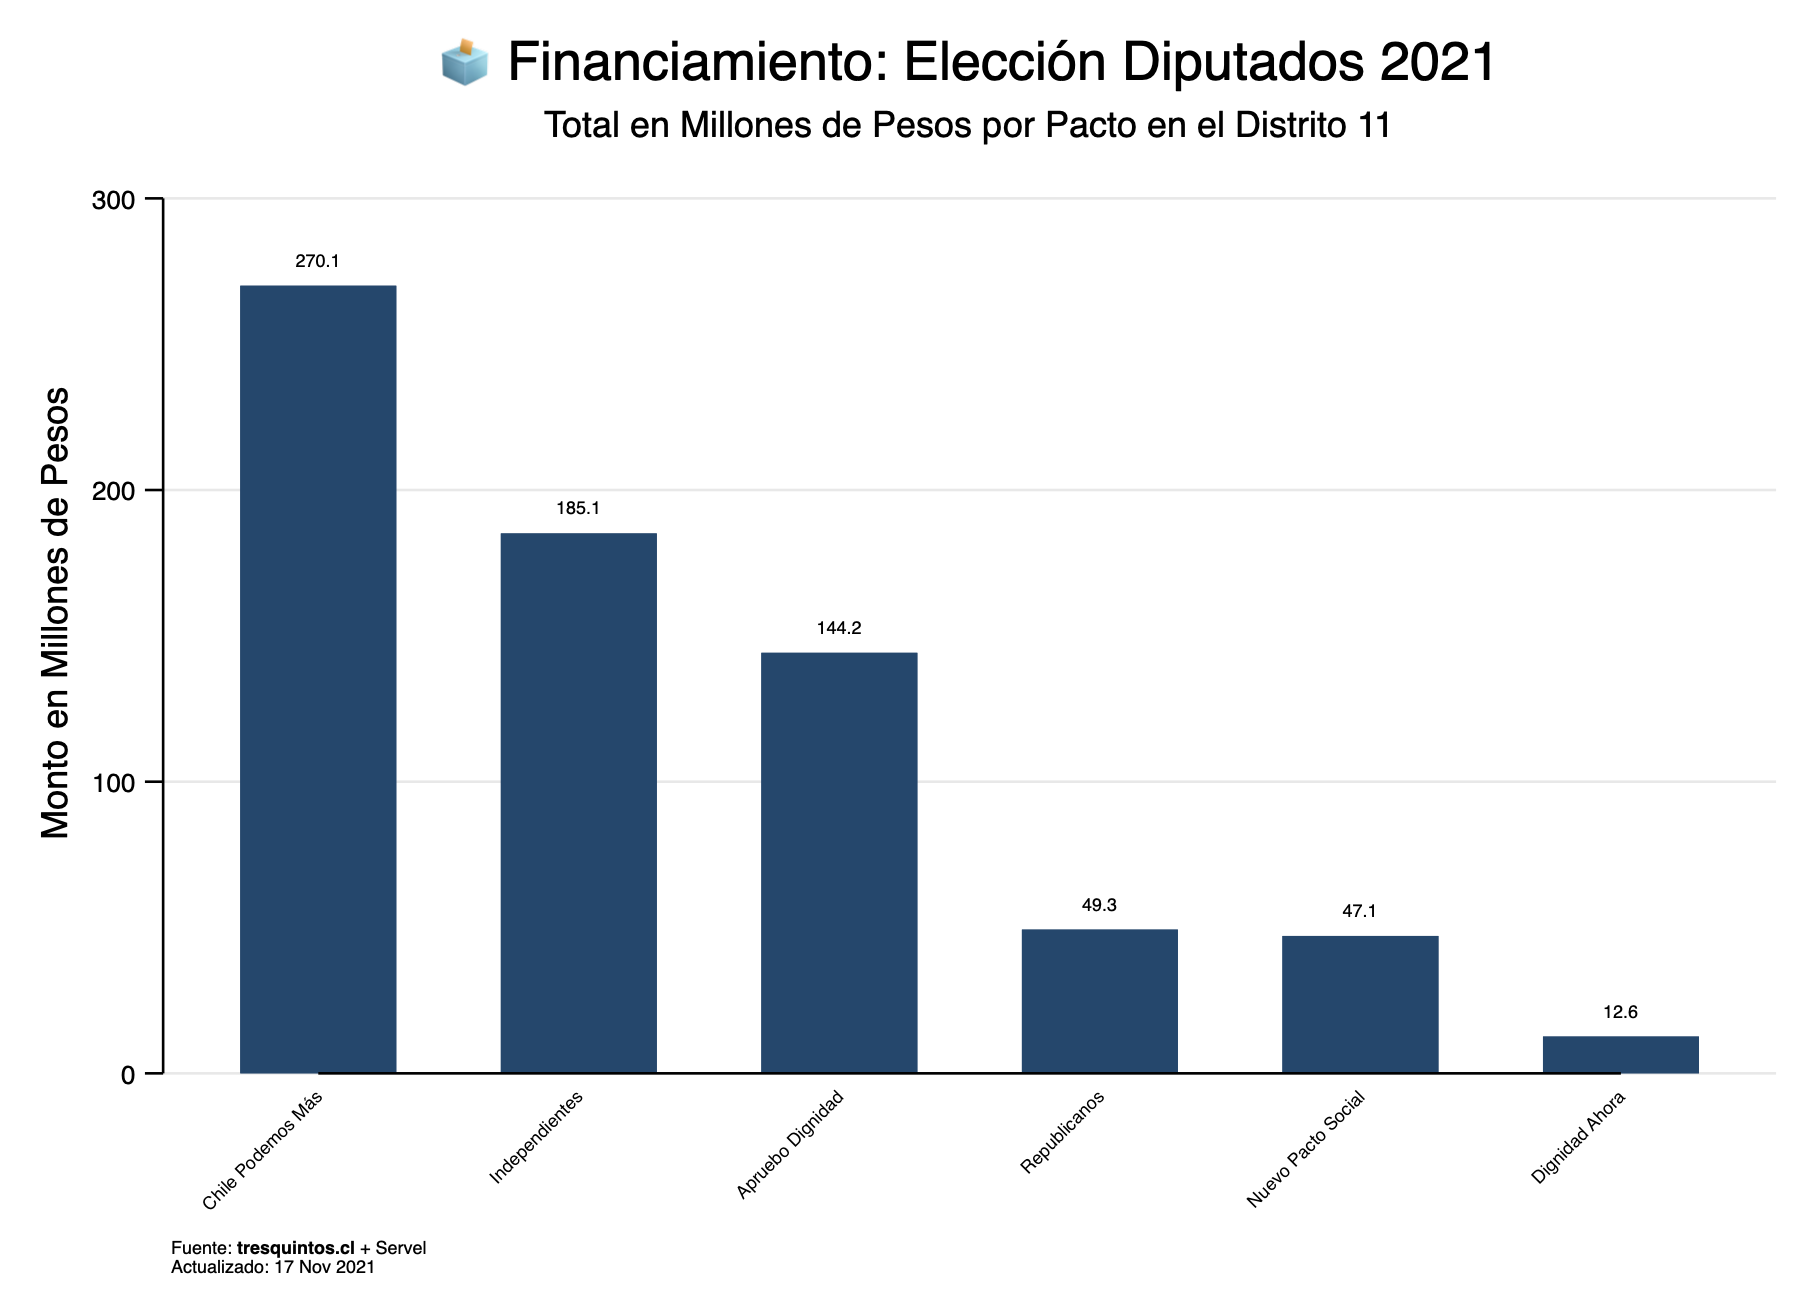 Financiamiento: Elección Diputados 2021
Total en Millones de Pesos por Pacto en el Distrito 11
Monto en Millones de Pesos
300
200
100
0
270.1
185.1
144.2
49.3
47.1
12.6
Chile Podemos Más
Independientes
Apruebo Dignidad
Republicanos
Nuevo Pacto Social
Dignidad Ahora
Fuente: tresquintos.cl + Servel
Actualizado: 17 Nov 2021